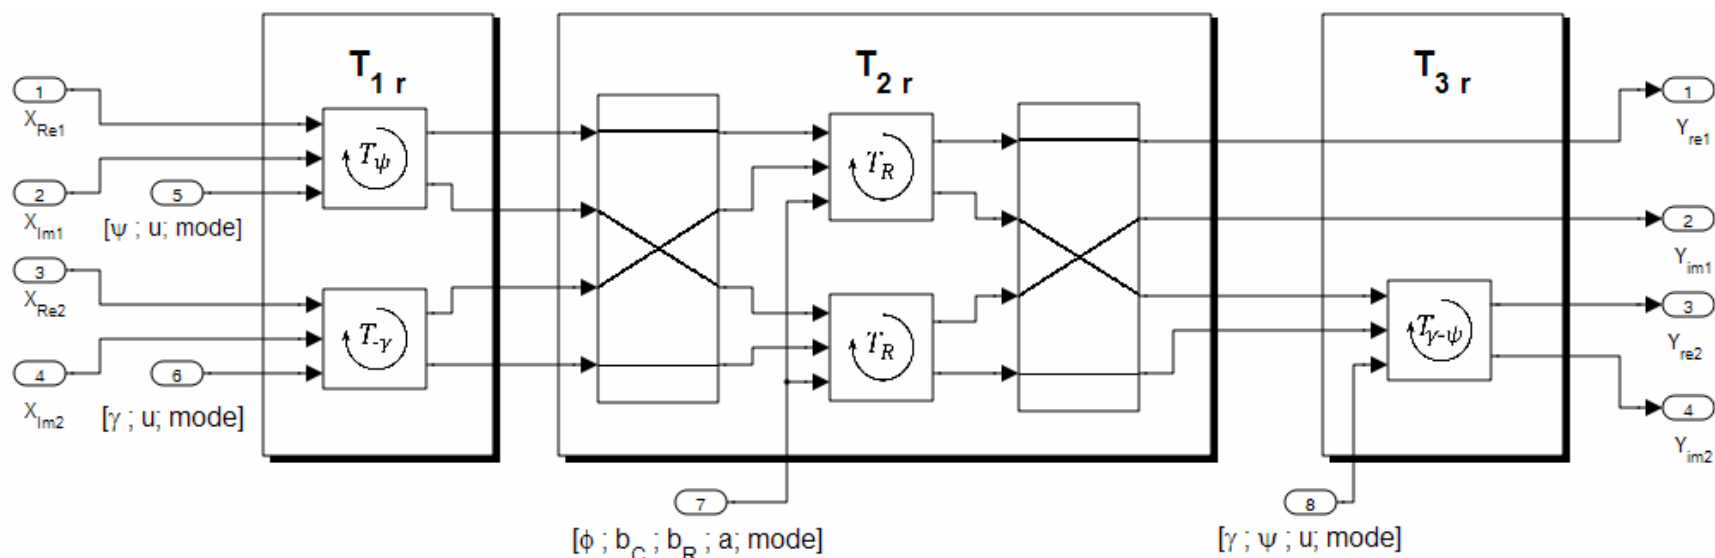 T1 r
T2 r
T3 r
1
XRe1
2
XIm1
5
[ψ ; u; mode]
3
XRe2
4
XIm2
6
[γ ; u; mode]
Tψ
T-γ
TR
TR
Tγ-ψ
7
[ϕ ; bC ; bR ; a; mode]
8
[γ ; ψ ; u; mode]
1
Yre1
2
Yim1
3
Yre2
4
Yim2